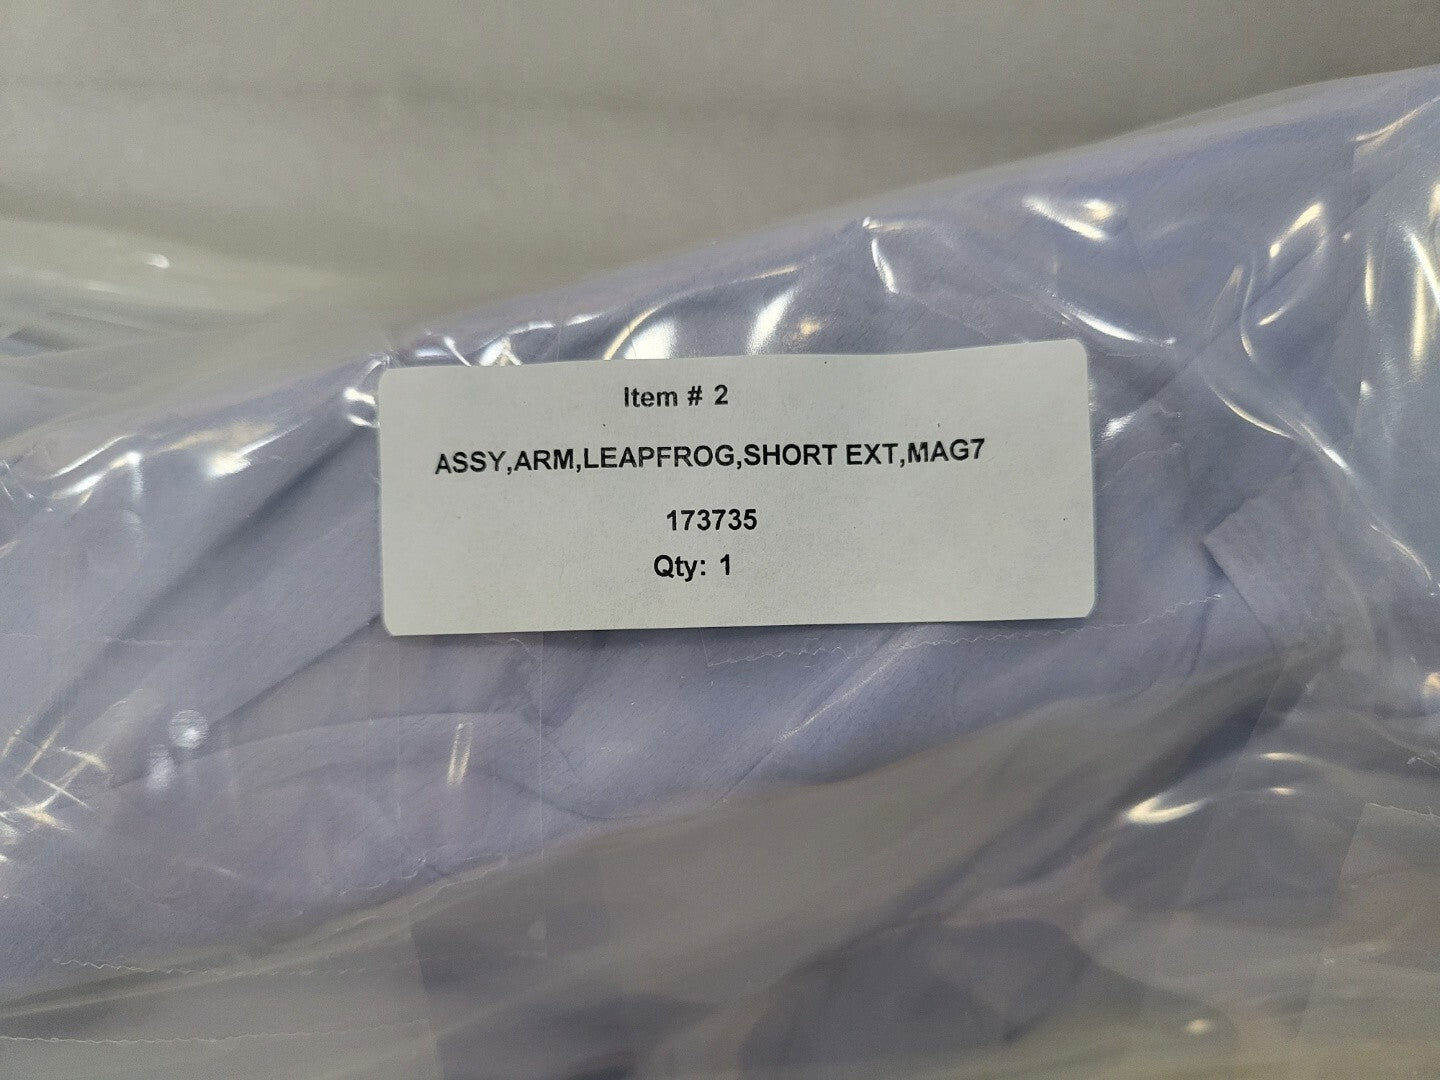 Item # 2
ASSY,ARM,LEAPFROG,SHORT EXT,MAG7
173735
Qty: 1